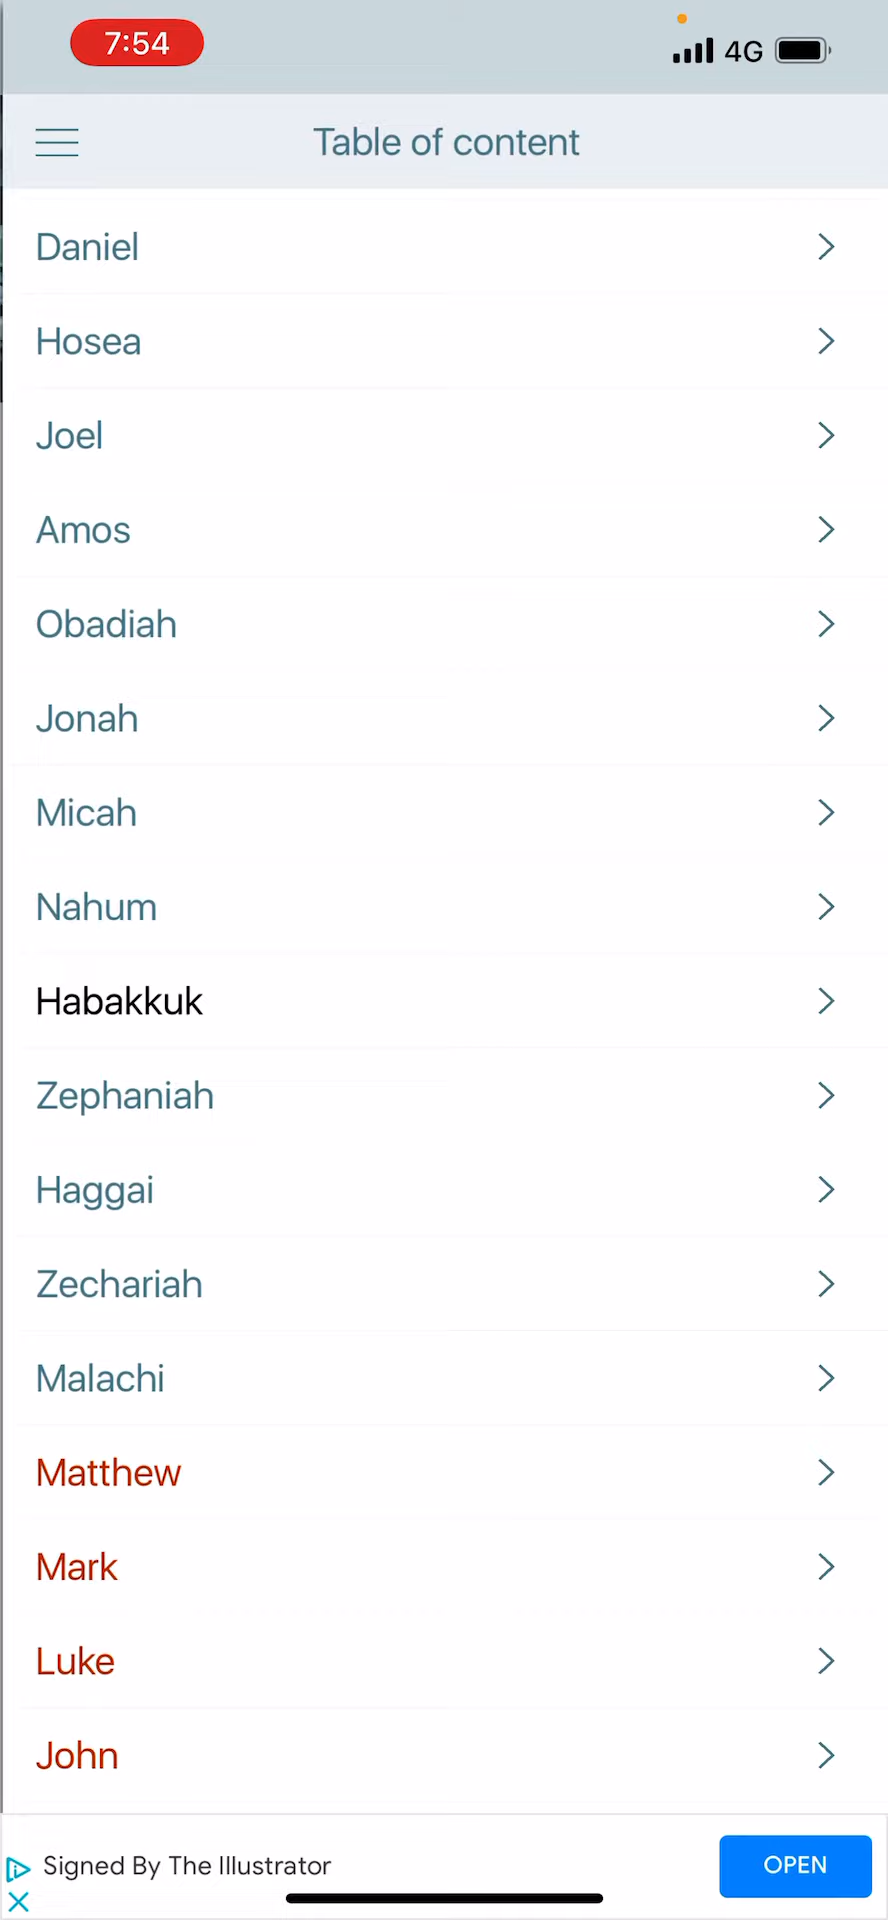 7:54
4G
Table of content
Daniel
Hosea
Joel
Amos
Obadiah
Jonah
Micah
Nahum
Habakkuk
Zephaniah
Haggai
Zechariah
Malachi
Matthew
Mark
Luke
John
Signed By The Illustrator
OPEN